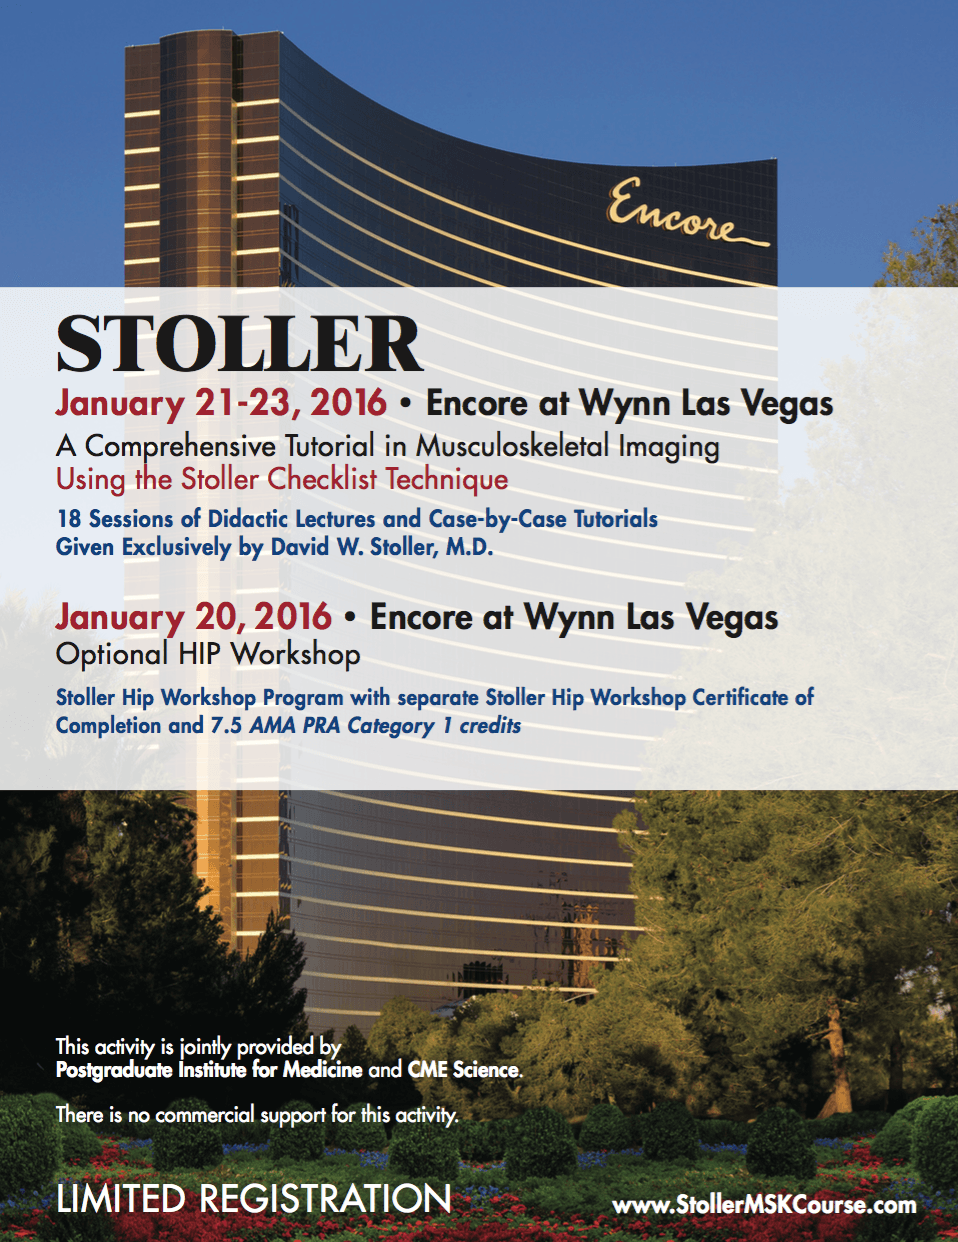 Encore
STOLLER
January 21-23, 2016 • Encore at Wynn Las Vegas
A Comprehensive Tutorial in Musculoskeletal Imaging
Using the Stoller Checklist Technique
18 Sessions of Didactic Lectures and Case-by-Case Tutorials
Given Exclusively by David W. Stoller, M.D.
January 20, 2016 • Encore at Wynn Las Vegas
Optional HIP Workshop
Stoller Hip Workshop Program with separate Stoller Hip Workshop Certificate of
Completion and 7.5 AMA PRA Category 1 credits
This activity is jointly provided by
Postgraduate Institute for Medicine and CME Science.
There is no commercial support for this activity.
LIMITED REGISTRATION
www.StollerMSKCourse.com